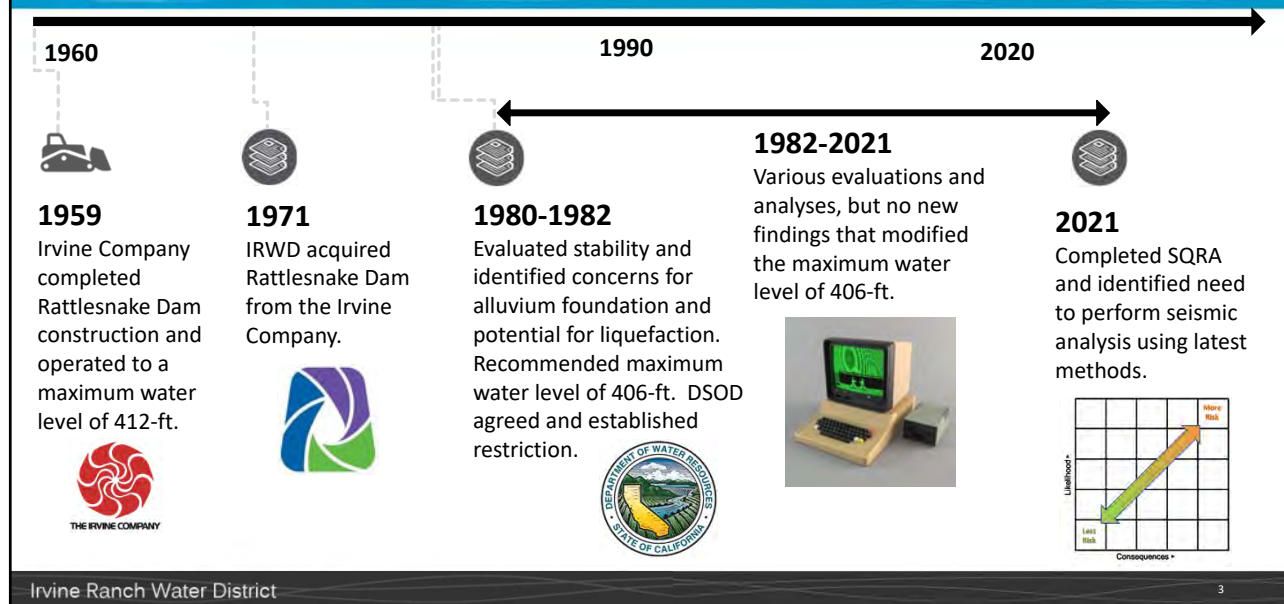 1960
1990
2020
1959
Irvine Company
completed
Rattlesnake Dam
construction and
operated to a
maximum water
level of 412-ft.
THE IRVINE COMPANY
1971
IRWD acquired
Rattlesnake Dam
from the Irvine
Company.
1980-1982
Evaluated stability and
identified concerns for
alluvium foundation and
potential for liquefaction.
Recommended maximum
water level of 406-ft.  DSOD
agreed and established
restriction.
DEPARTMENT OF WATER RESOURCES
STATE OF CALIFORNIA
1982-2021
Various evaluations and
analyses, but no new
findings that modified
the maximum water
level of 406-ft.
2021
Completed SQRA
and identified need
to perform seismic
analysis using latest
methods.
More
Risk
Likelihood
Less
Risk
Consequences
Irvine Ranch Water District
3